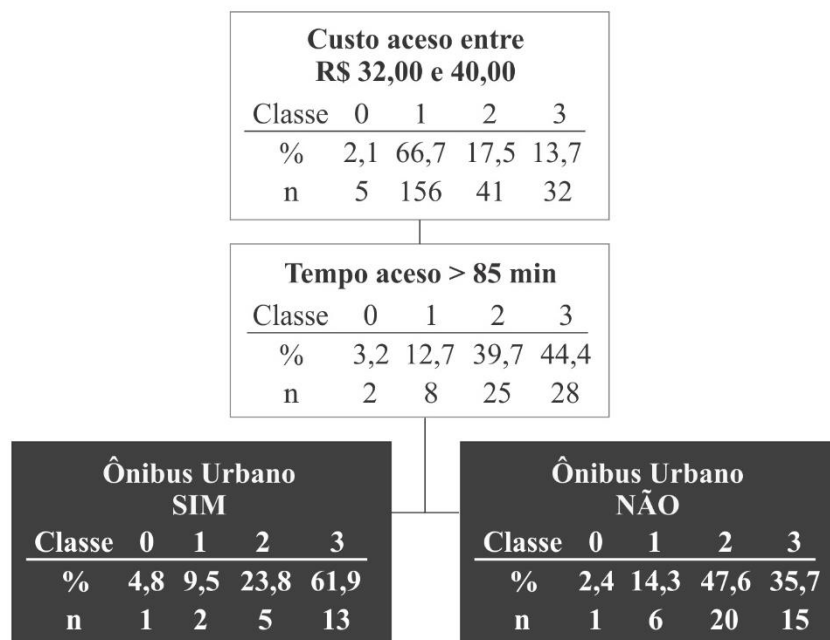 Custo aceso entre
R$ 32,00 e 40,00
Classe 0 1 2 3
% 2,1 66,7 17,5 13,7
n 5 156 41 32
Tempo aceso > 85 min
Classe 0 1 2 3
% 3,2 12,7 39,7 44,4
n 2 8 25 28
Ônibus Urbano
SIM
Classe 0 1 2 3
% 4,8 9,5 23,8 61,9
n 1 2 5 13
Ônibus Urbano
NÃO
Classe 0 1 2 3
% 2,4 14,3 47,6 35,7
n 1 6 20 15